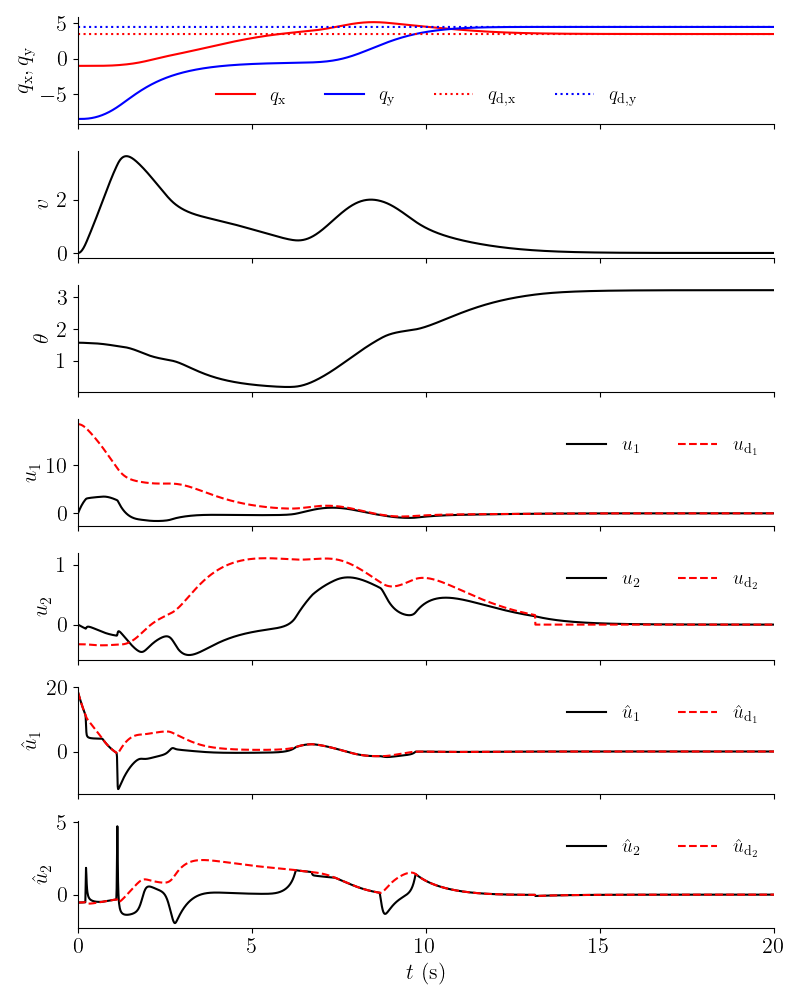 5
0
−5
q_x, q_y
q_x q_y q_d,x q_d,y
2
0
v
3
2
1
θ
10
0
u_1
u_1 u_d_1
1
0
u_2
u_2 u_d_2
20
0
û_1
û_1 û_d_1
5
0
û_2
û_2 û_d_2
0 5 10 15 20
t (s)